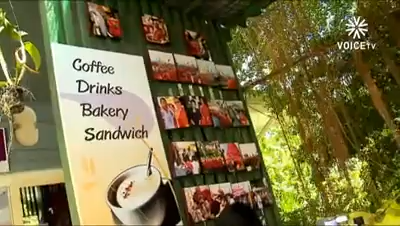 Coffee
Drinks
Bakery
Sandwich
VOICETV